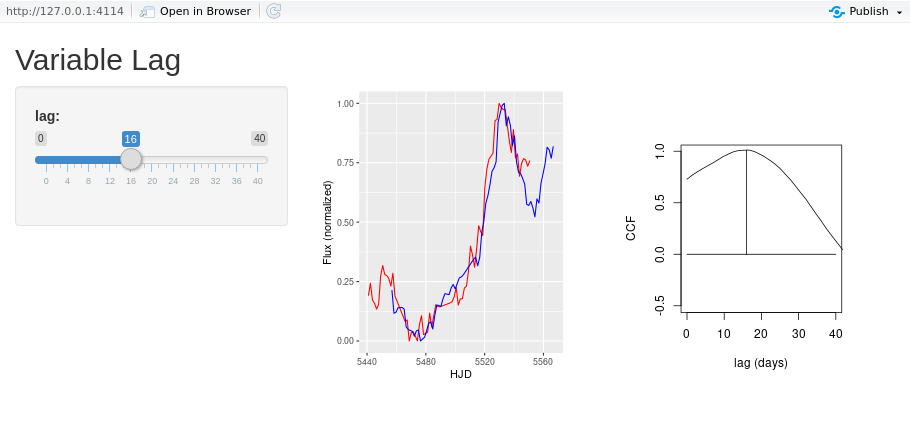 http://127.0.0.1:4114 Open in Browser Publish
Variable Lag
lag:
0 16 40
0 4 8 12 16 20 24 28 32 36 40
Flux (normalized)
1.00
0.75
0.50
0.25
0.00
5440 5480 5520 5560
HJD
CCF
1.0
0.5
0.0
-0.5
0 10 20 30 40
lag (days)